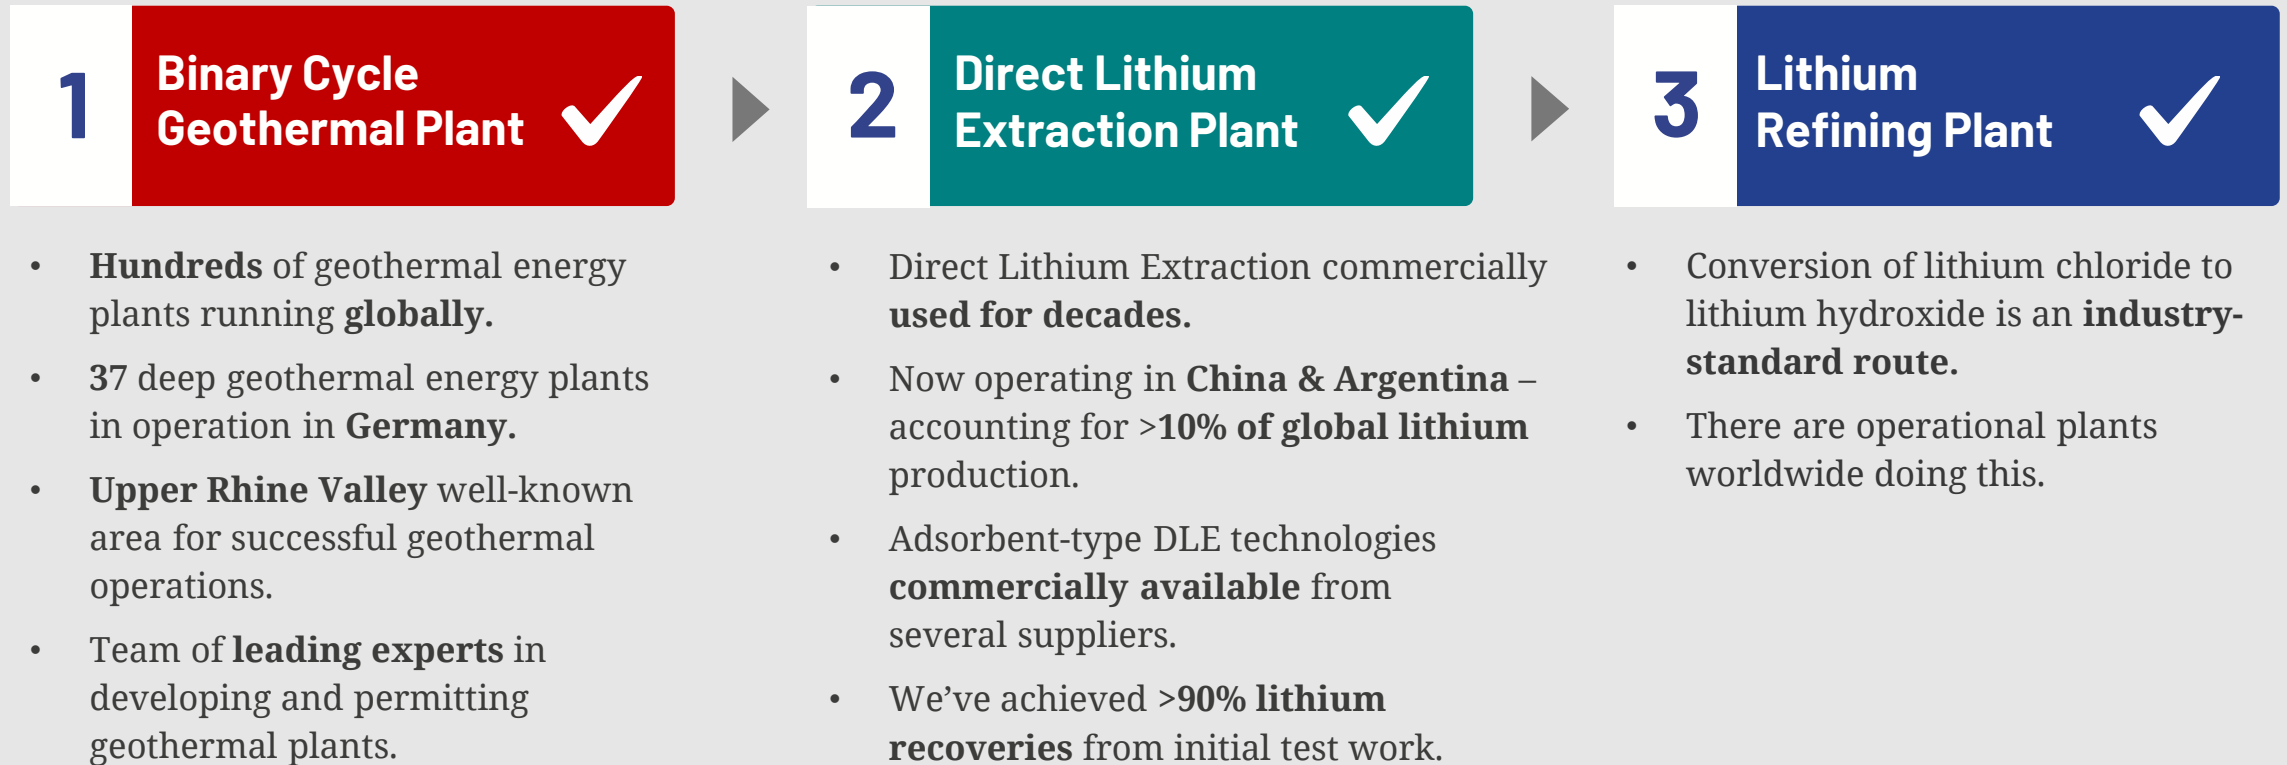 1
Binary Cycle
Geothermal Plant
• Hundreds of geothermal energy
plants running globally.
• 37 deep geothermal energy plants
in operation in Germany.
• Upper Rhine Valley well-known
area for successful geothermal
operations.
• Team of leading experts in
developing and permitting
geothermal plants.
2
Direct Lithium
Extraction Plant
• Direct Lithium Extraction commercially
used for decades.
• Now operating in China & Argentina –
accounting for >10% of global lithium
production.
• Adsorbent-type DLE technologies
commercially available from
several suppliers.
• We’ve achieved >90% lithium
recoveries from initial test work.
3
Lithium
Refining Plant
• Conversion of lithium chloride to
lithium hydroxide is an industry-
standard route.
• There are operational plants
worldwide doing this.